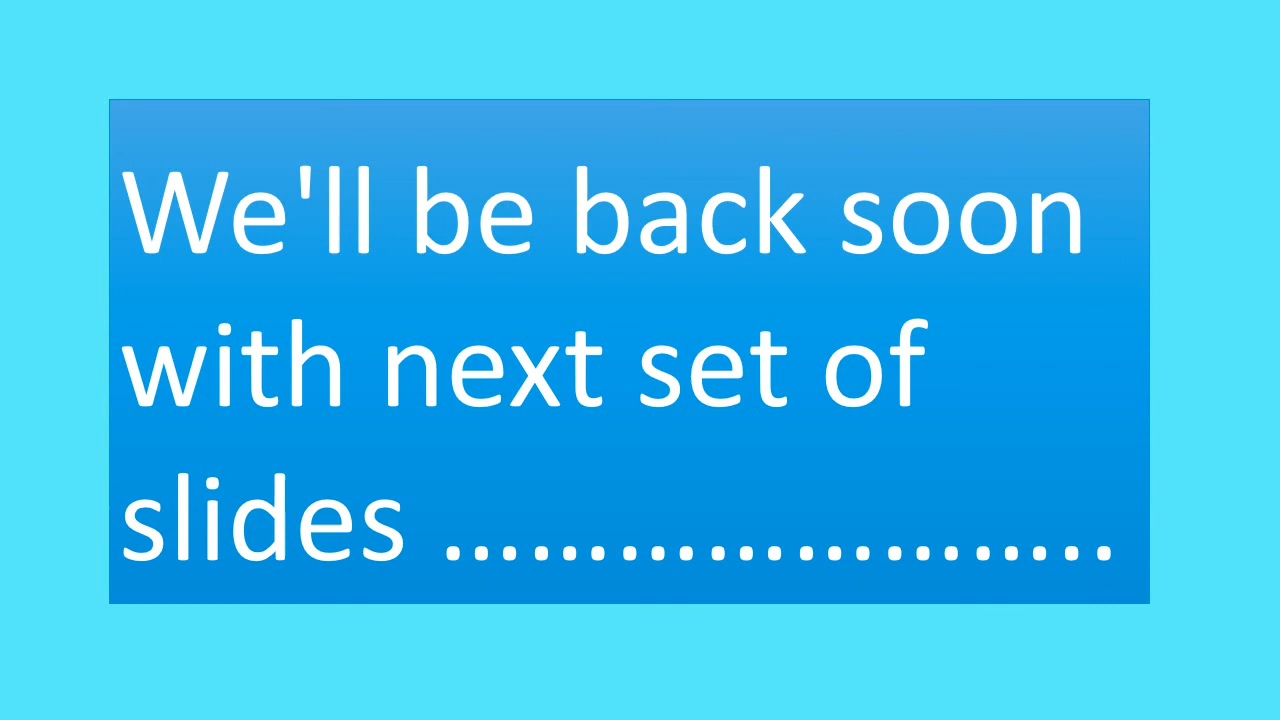 We'll be back soon
with next set of
slides …………………..